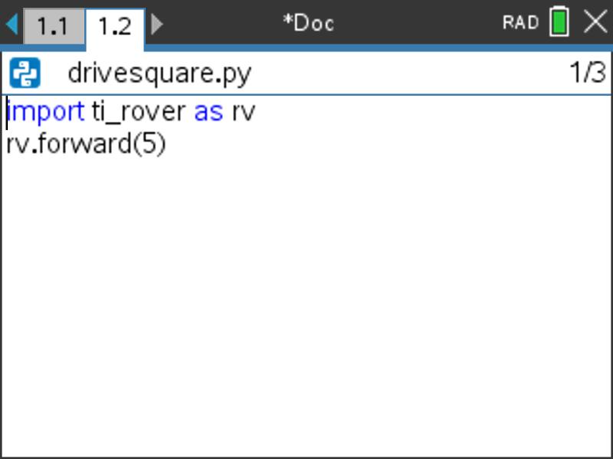 1.1 1.2 *Doc RAD
drivesquare.py 1/3
import ti_rover as rv
rv.forward(5)